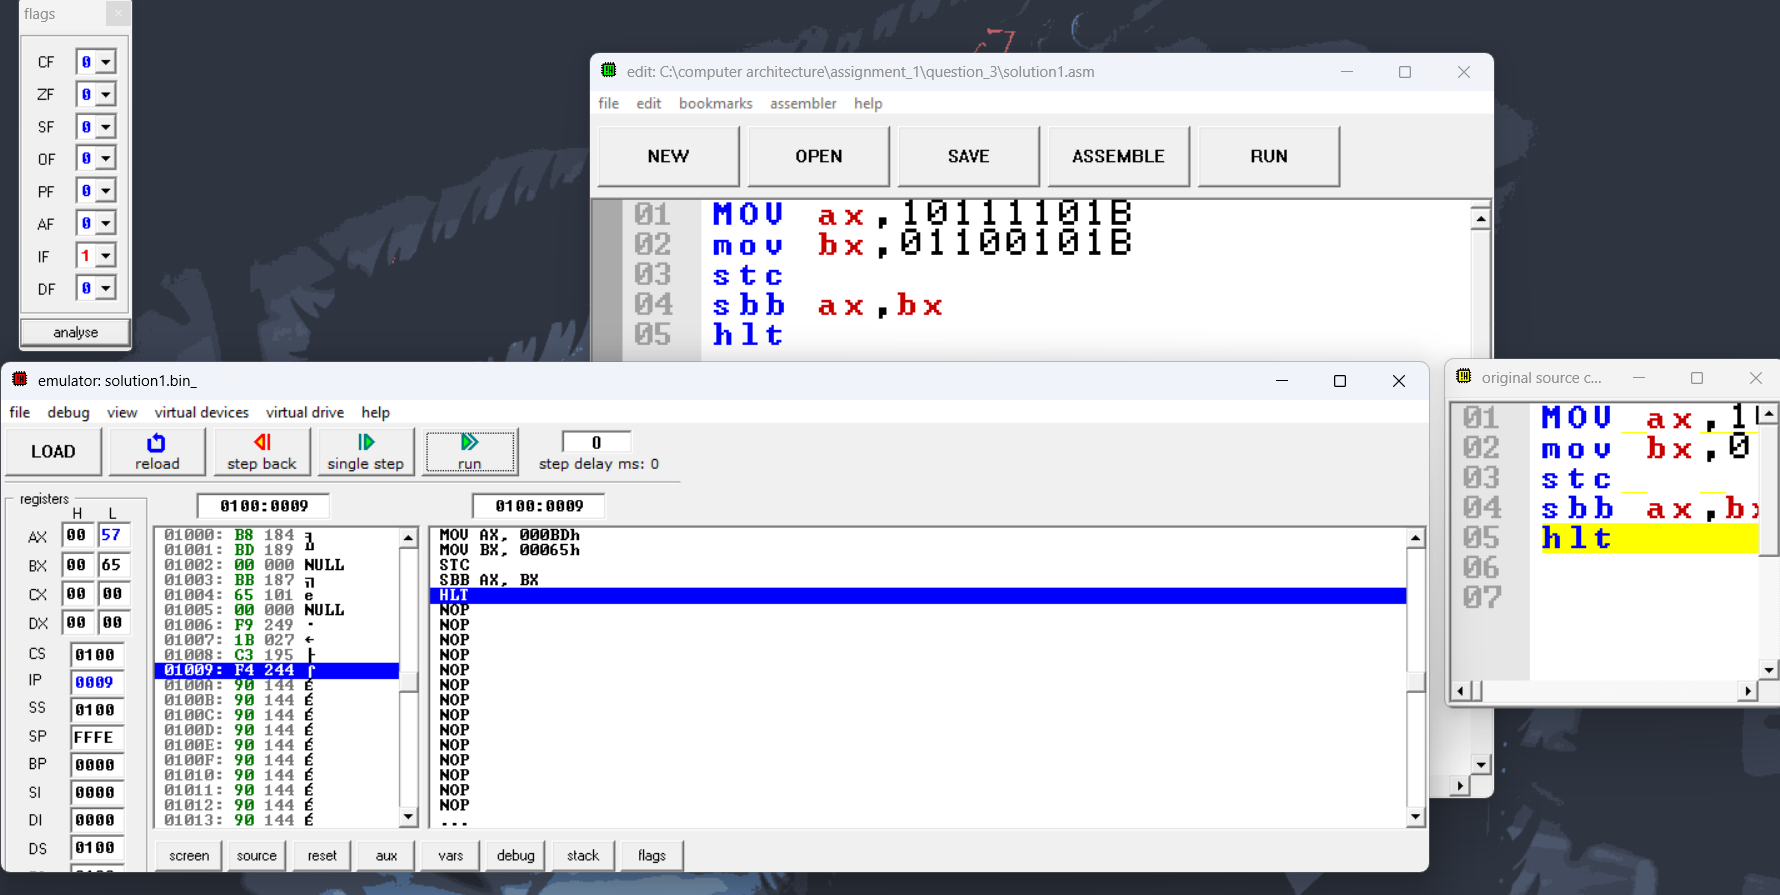 flags
CF 0
ZF 0
SF 0
OF 0
PF 0
AF 0
IF 1
DF 0
analyse
edit: C:\computer architecture\assignment_1\question_3\solution1.asm
file edit bookmarks assembler help
NEW OPEN SAVE ASSEMBLE RUN
01 MOV ax,10111101B
02 mov bx,01100101B
03 stc
04 sbb ax,bx
05 hlt
emulator: solution1.bin_
file debug view virtual devices virtual drive help
LOAD reload step back single step run 0
step delay ms: 0
registers
H L
AX 00 57
BX 00 65
CX 00 00
DX 00 00
CS 0100
IP 0009
SS 0100
SP FFFE
BP 0000
SI 0000
DI 0000
DS 0100
0100:0009 0100:0009
01000: B8 184 ╕
01001: BD 189 ╜
01002: 00 000 NULL
01003: BB 187 ╗
01004: 65 101 e
01005: 00 000 NULL
01006: F9 249 ·
01007: 1B 027 ←
01008: C3 195 ├
01009: F4 244 ⌠
0100A: 90 144 É
0100B: 90 144 É
0100C: 90 144 É
0100D: 90 144 É
0100E: 90 144 É
0100F: 90 144 É
01010: 90 144 É
01011: 90 144 É
01012: 90 144 É
01013: 90 144 É
MOV AX, 000BDh
MOV BX, 00065h
STC
SBB AX, BX
HLT
NOP
NOP
NOP
NOP
NOP
NOP
NOP
NOP
NOP
NOP
NOP
NOP
NOP
NOP
...
screen source reset aux vars debug stack flags
original source c...
01 MOV ax,1
02 mov bx,0
03 stc
04 sbb ax,bx
05 hlt
06
07